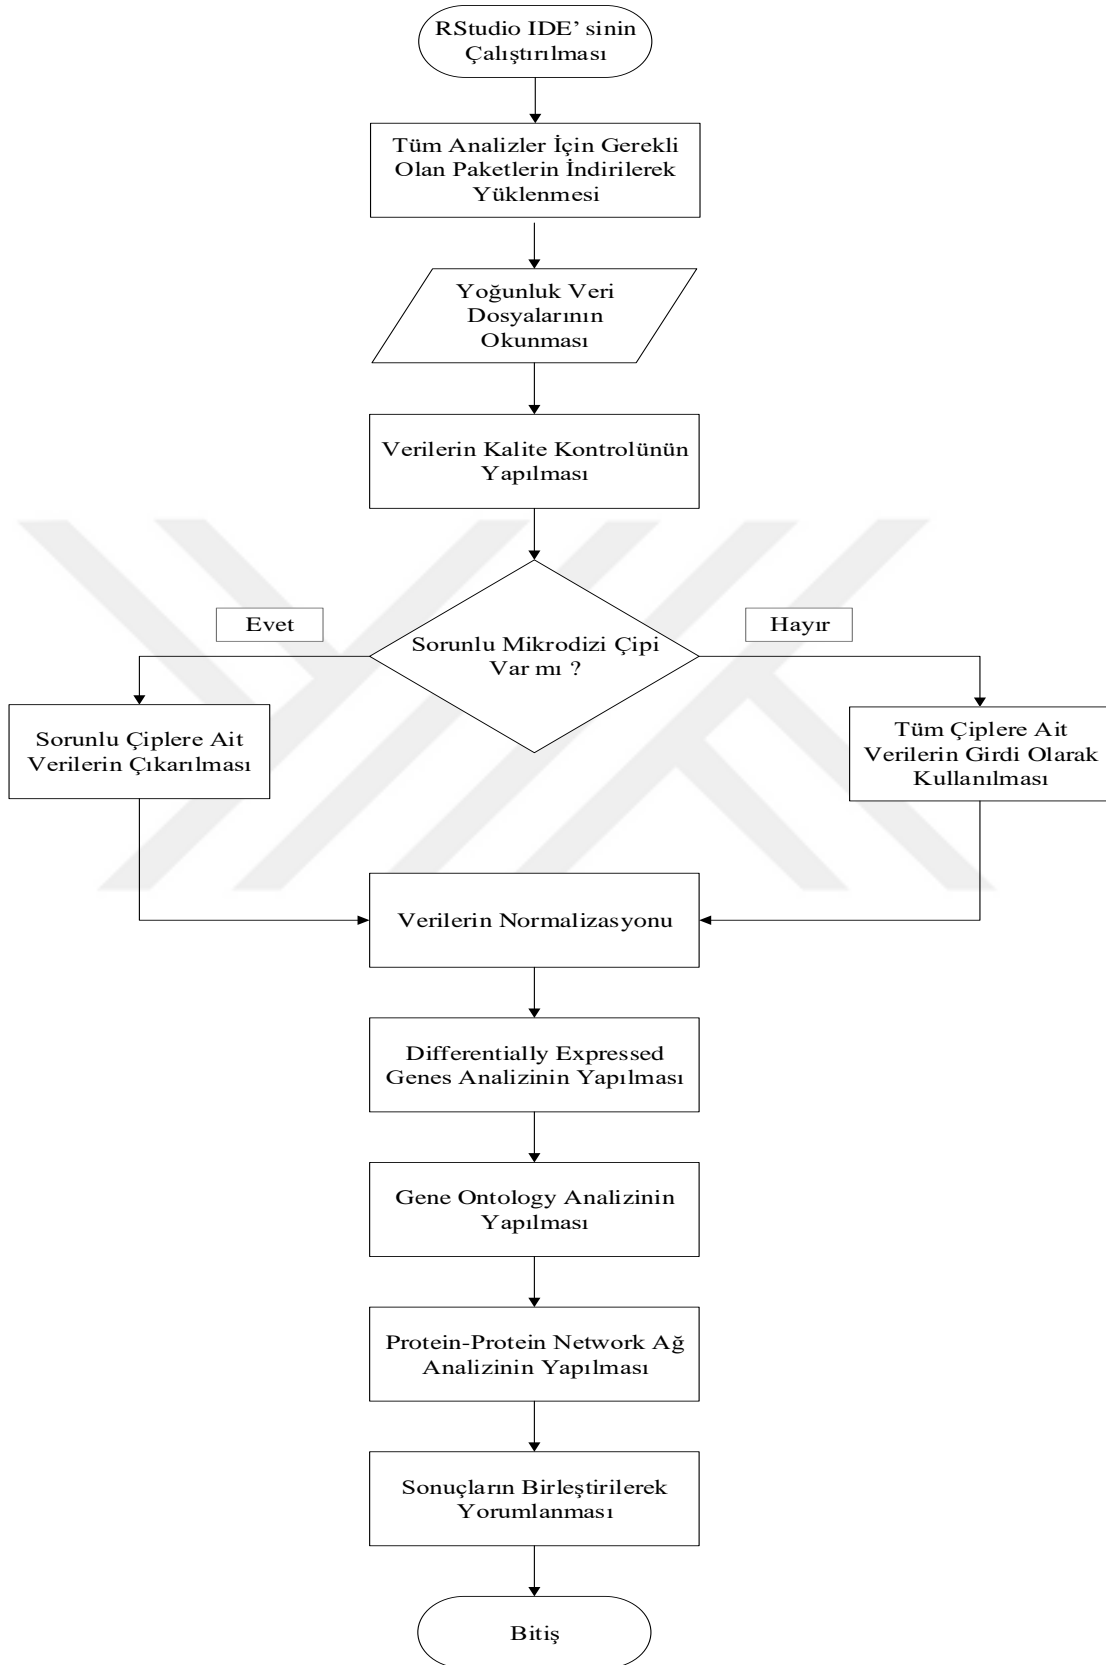 RStudio IDE’ sinin
Çalıştırılması
Tüm Analizler İçin Gerekli
Olan Paketlerin İndirilerek
Yüklenmesi
Yoğunluk Veri
Dosyalarının
Okunması
Verilerin Kalite Kontrolünün
Yapılması
Evet
Hayır
Sorunlu Mikrodizi Çipi
Var mı ?
Sorunlu Çiplere Ait
Verilerin Çıkarılması
Tüm Çiplere Ait
Verilerin Girdi Olarak
Kullanılması
Verilerin Normalizasyonu
Differentially Expressed
Genes Analizinin Yapılması
Gene Ontology Analizinin
Yapılması
Protein-Protein Network Ağ
Analizinin Yapılması
Sonuçların Birleştirilerek
Yorumlanması
Bitiş